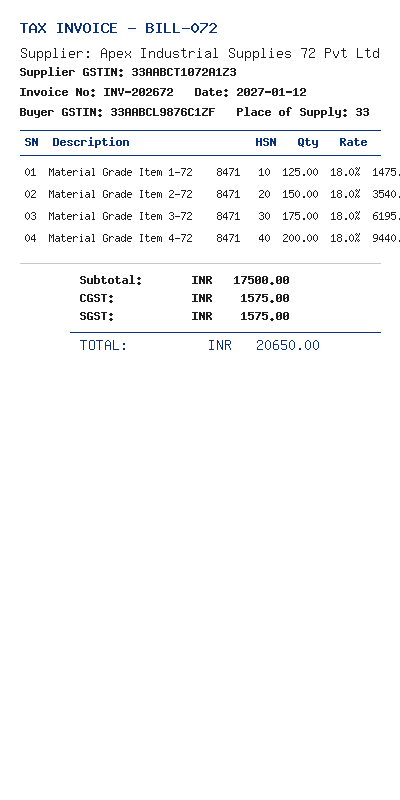 TAX INVOICE - BILL-072
Supplier: Apex Industrial Supplies 72 Pvt Ltd
Supplier GSTIN: 33AABCT1072A1Z3
Invoice No: INV-202672 Date: 2027-01-12
Buyer GSTIN: 33AABCL9876C1ZF Place of Supply: 33
SN Description HSN Qty Rate
01 Material Grade Item 1-72 8471 10 125.00 18.0% 1475.
02 Material Grade Item 2-72 8471 20 150.00 18.0% 3540.
03 Material Grade Item 3-72 8471 30 175.00 18.0% 6195.
04 Material Grade Item 4-72 8471 40 200.00 18.0% 9440.
Subtotal: INR 17500.00
CGST: INR 1575.00
SGST: INR 1575.00
TOTAL: INR 20650.00